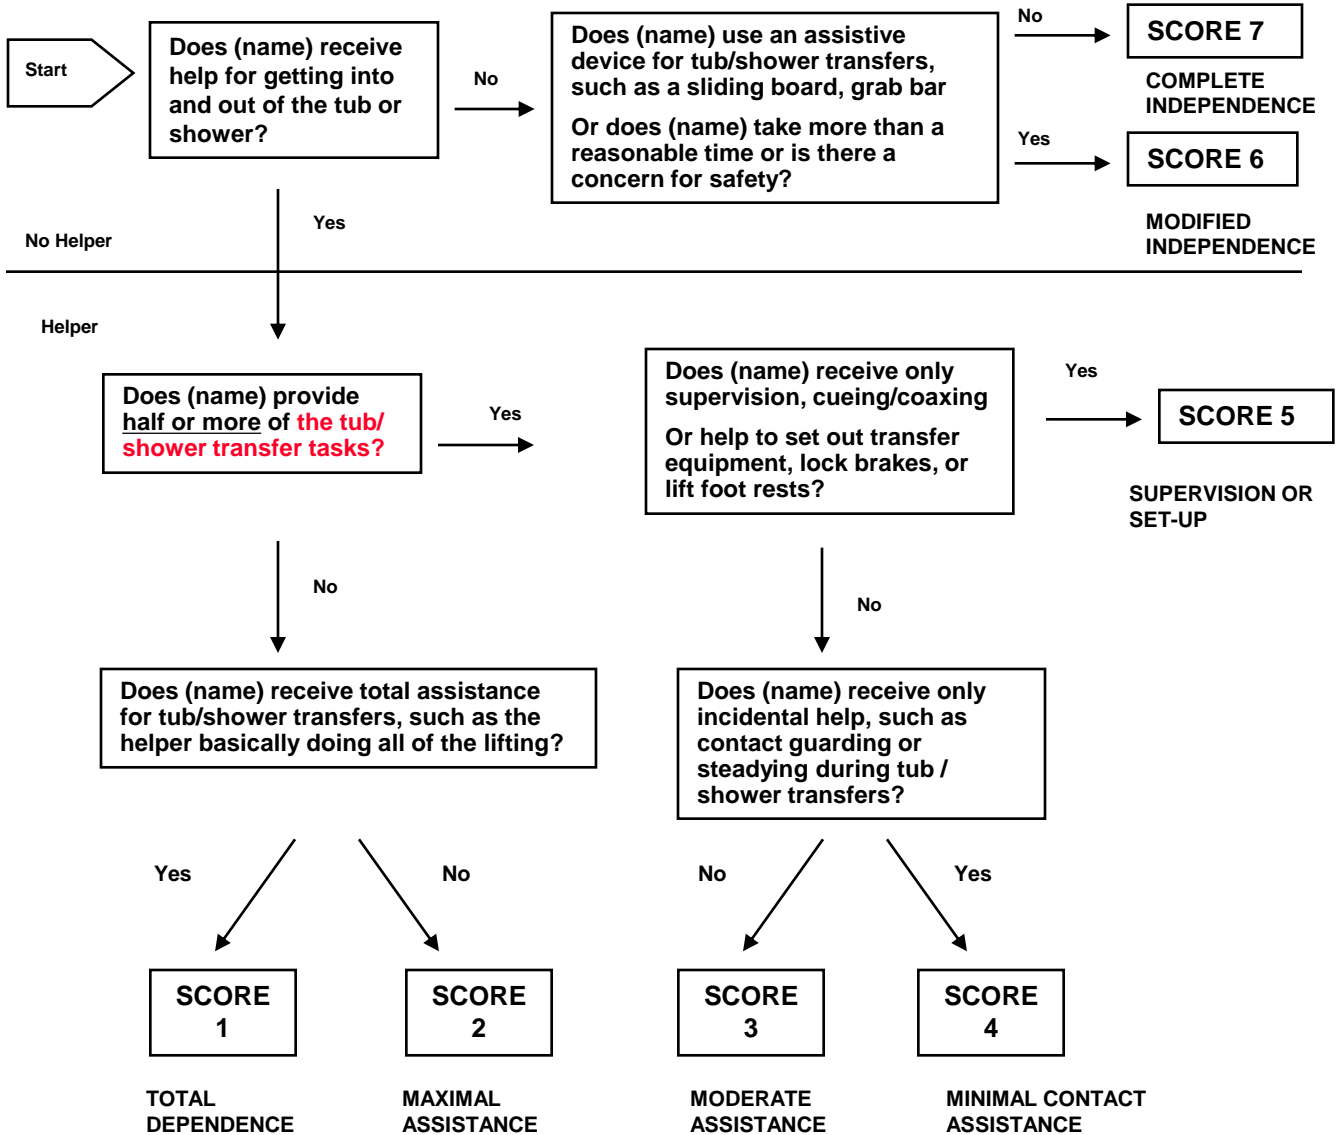 Start
Does (name) receive
help for getting into
and out of the tub or
shower?
No
Does (name) use an assistive
device for tub/shower transfers,
such as a sliding board, grab bar
Or does (name) take more than a
reasonable time or is there a
concern for safety?
No
SCORE 7
COMPLETE
INDEPENDENCE
Yes
SCORE 6
MODIFIED
INDEPENDENCE
Yes
No Helper
Helper
Does (name) provide
half or more of the tub/
shower transfer tasks?
Yes
Does (name) receive only
supervision, cueing/coaxing
Or help to set out transfer
equipment, lock brakes, or
lift foot rests?
Yes
SCORE 5
SUPERVISION OR
SET-UP
No
No
Does (name) receive total assistance
for tub/shower transfers, such as the
helper basically doing all of the lifting?
Does (name) receive only
incidental help, such as
contact guarding or
steadying during tub /
shower transfers?
Yes
No
No
Yes
SCORE
1
SCORE
2
SCORE
3
SCORE
4
TOTAL
DEPENDENCE
MAXIMAL
ASSISTANCE
MODERATE
ASSISTANCE
MINIMAL CONTACT
ASSISTANCE